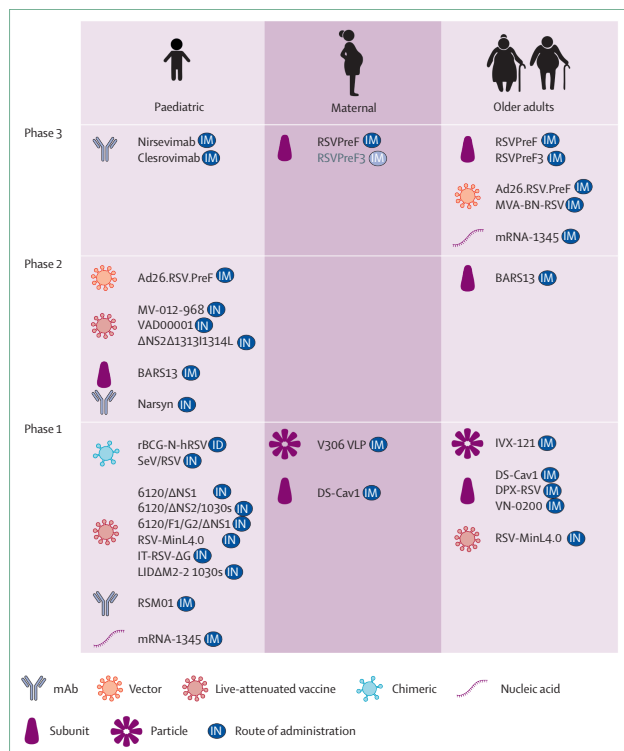 Paediatric
Maternal
Older adults
Phase 3
Nirsevimab IM
Clesrovimab IM
RSVPreF IM
RSVPreF3 IM
RSVPreF IM
RSVPreF3 IM
Ad26.RSV.PreF IM
MVA-BN-RSV IM
mRNA-1345 IM
Phase 2
Ad26.RSV.PreF IM
MV-012-968 IN
VAD00001 IN
ΔNS2Δ1313I1314L IN
BARS13 IM
Narsyn IN
BARS13 IM
Phase 1
rBCG-N-hRSV ID
SeV/RSV IN
6120/ΔNS1 IN
6120/ΔNS2/1030s IN
6120/F1/G2/ΔNS1 IN
RSV-MinL4.0 IN
IT-RSV-ΔG IN
LIDΔM2-2 1030s IN
RSM01 IM
mRNA-1345 IM
V306 VLP IM
DS-Cav1 IM
IVX-121 IM
DS-Cav1 IM
DPX-RSV IM
VN-0200 IM
RSV-MinL4.0 IN
mAb
Vector
Live-attenuated vaccine
Chimeric
Nucleic acid
Subunit
Particle
IN Route of administration